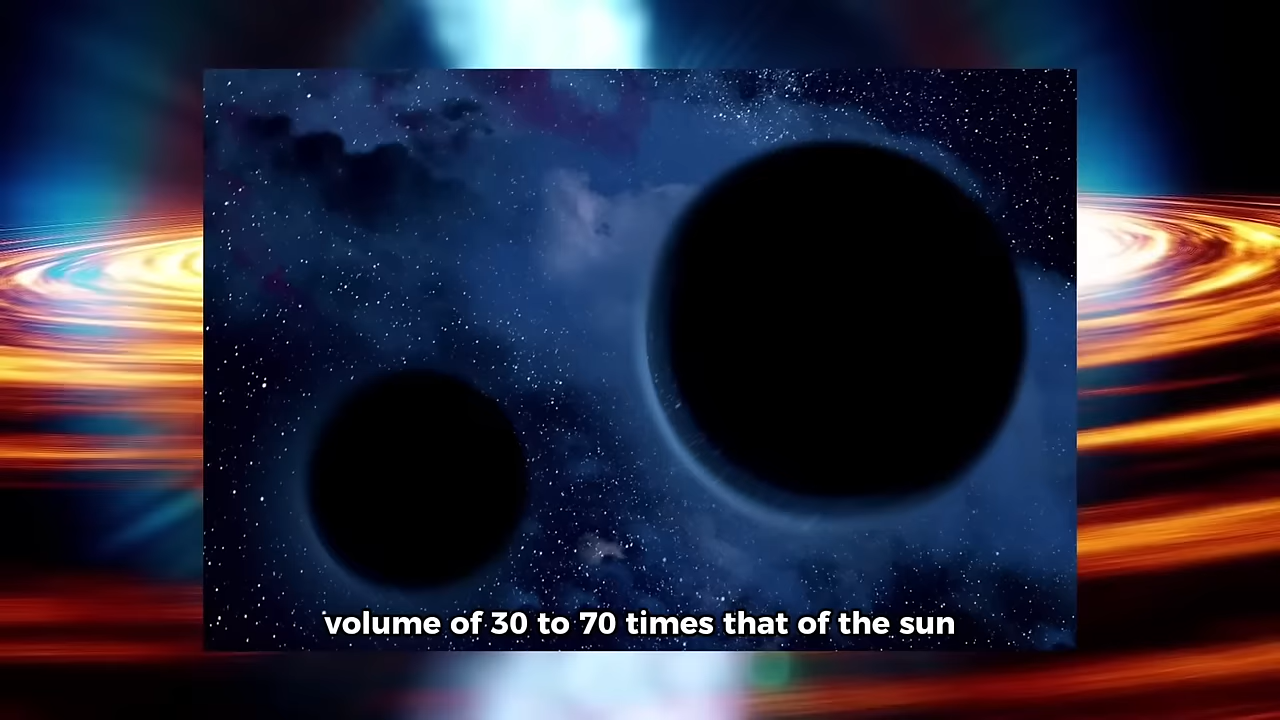 volume of 30 to 70 times that of the sun